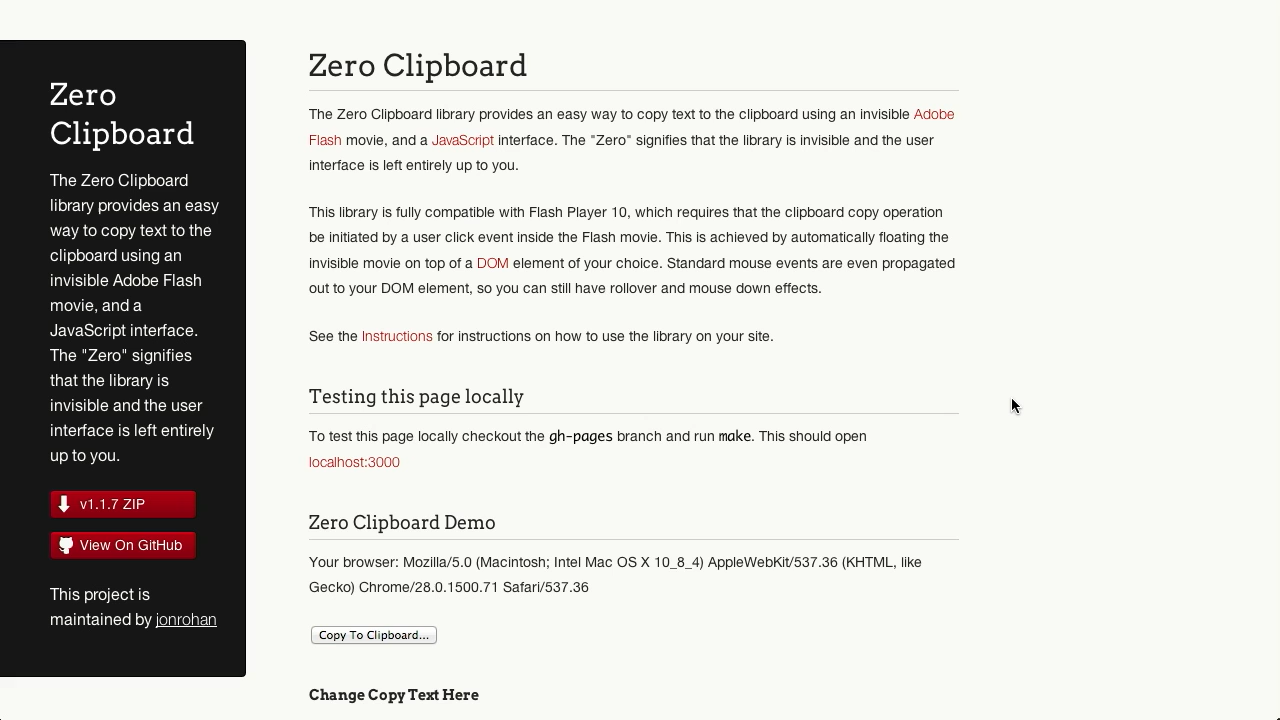 Zero
Clipboard
The Zero Clipboard
library provides an easy
way to copy text to the
clipboard using an
invisible Adobe Flash
movie, and a
JavaScript interface.
The "Zero" signifies
that the library is
invisible and the user
interface is left entirely
up to you.
v1.1.7 ZIP
View On GitHub
This project is
maintained by jonrohan
Zero Clipboard
The Zero Clipboard library provides an easy way to copy text to the clipboard using an invisible Adobe
Flash movie, and a JavaScript interface. The "Zero" signifies that the library is invisible and the user
interface is left entirely up to you.
This library is fully compatible with Flash Player 10, which requires that the clipboard copy operation
be initiated by a user click event inside the Flash movie. This is achieved by automatically floating the
invisible movie on top of a DOM element of your choice. Standard mouse events are even propagated
out to your DOM element, so you can still have rollover and mouse down effects.
See the Instructions for instructions on how to use the library on your site.
Testing this page locally
To test this page locally checkout the gh-pages branch and run make. This should open
localhost:3000
Zero Clipboard Demo
Your browser: Mozilla/5.0 (Macintosh; Intel Mac OS X 10_8_4) AppleWebKit/537.36 (KHTML, like
Gecko) Chrome/28.0.1500.71 Safari/537.36
Copy To Clipboard...
Change Copy Text Here